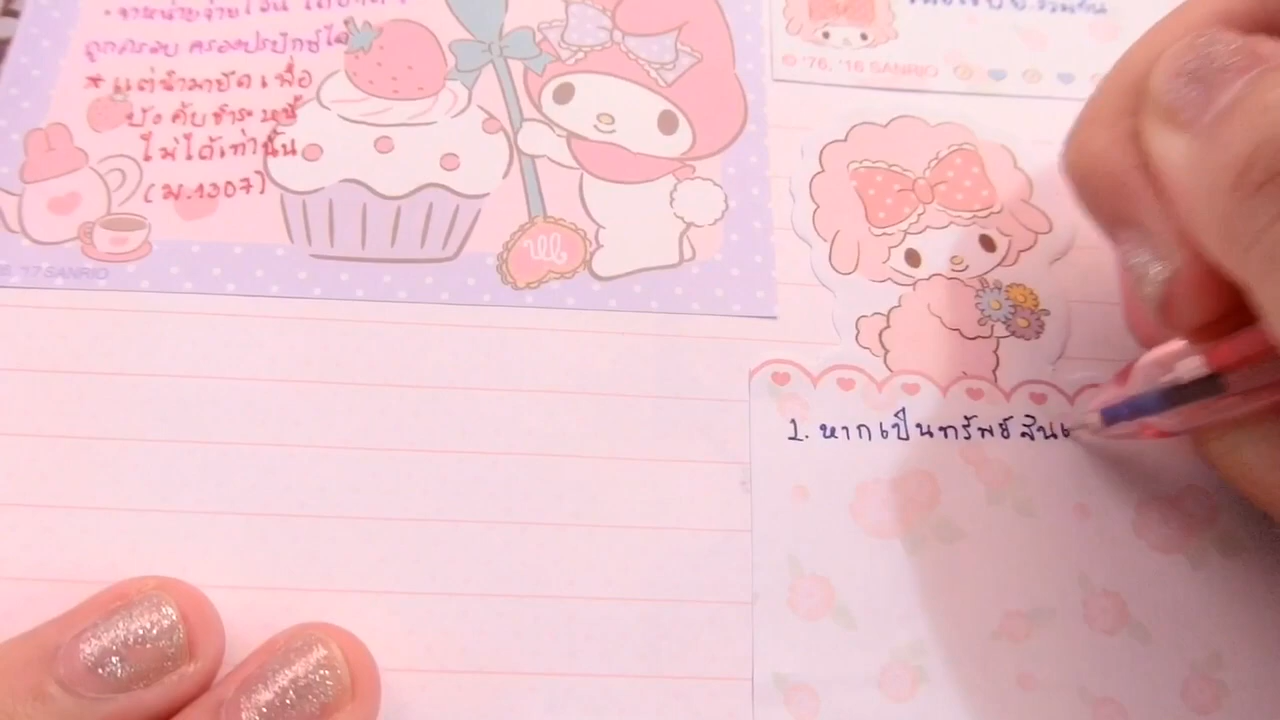 ถูกครอบ ครองปรปักษ์ได้
*แต่นำมายึด เพื่อ
บังคับชำระหนี้
ไม่ได้เท่านั้น
(ม.1307)
'17 SANRIO
© '76, '16 SANRIO
1. หากเป็นทรัพย์สินเ